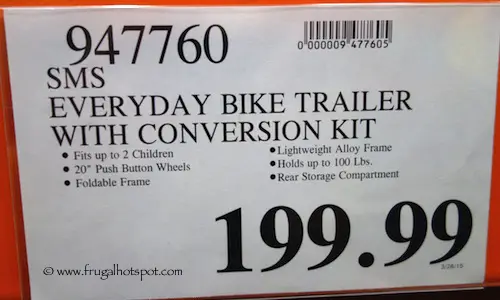 947760
0 000009 477605
SMS
EVERYDAY BIKE TRAILER
WITH CONVERSION KIT
• Fits up to 2 Children
• 20" Push Button Wheels
• Foldable Frame
• Lightweight Alloy Frame
• Holds up to 100 Lbs.
• Rear Storage Compartment
199.99
© www.frugalhotspot.com